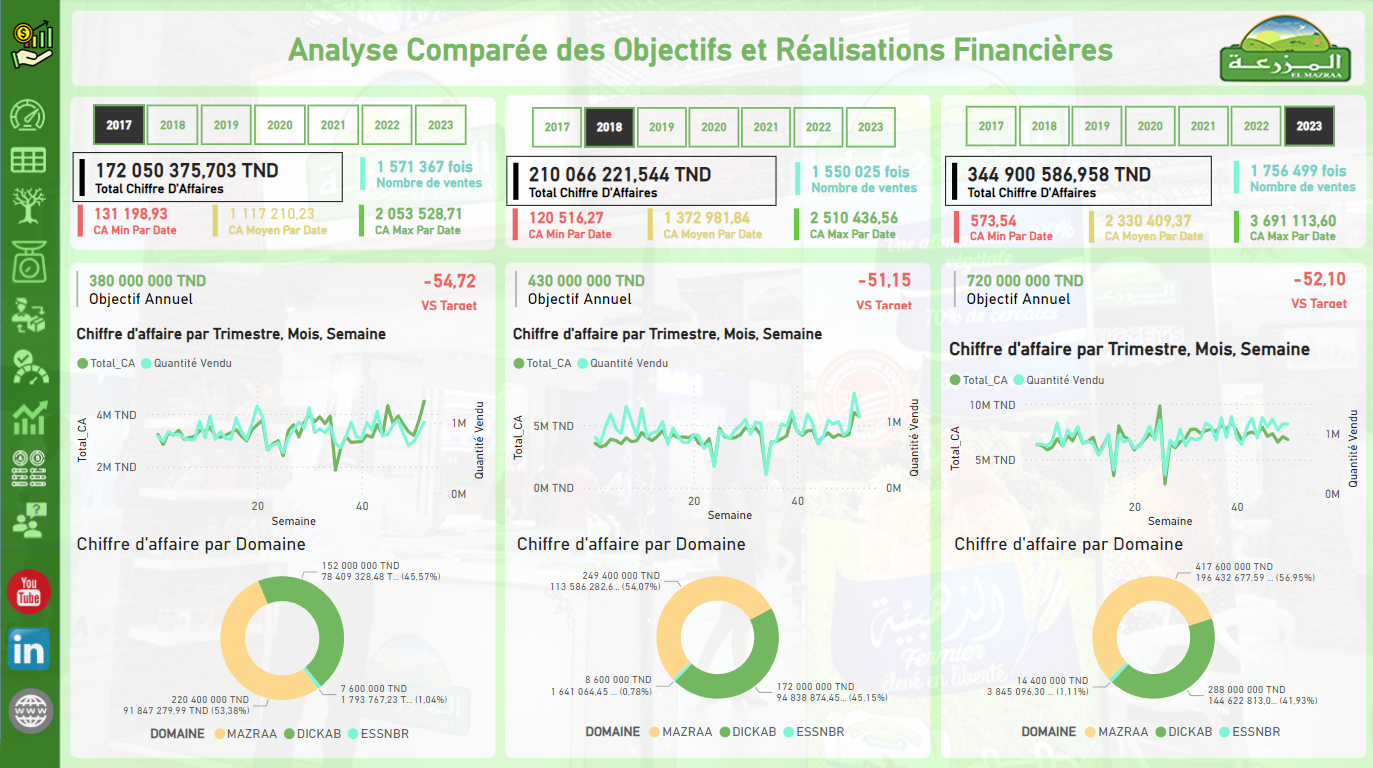 Analyse Comparée des Objectifs et Réalisations Financières
المزرعة
EL MAZRAA
2017 2018 2019 2020 2021 2022 2023
172 050 375,703 TND
Total Chiffre D'Affaires
1 571 367 fois
Nombre de ventes
131 198,93
CA Min Par Date
1 117 210,23
CA Moyen Par Date
2 053 528,71
CA Max Par Date
380 000 000 TND
Objectif Annuel
-54,72
VS Target
Chiffre d'affaire par Trimestre, Mois, Semaine
Total_CA Quantité Vendu
Total_CA
4M TND
2M TND
1M
0M
Quantité Vendu
20 40
Semaine
Chiffre d'affaire par Domaine
152 000 000 TND
78 409 328,48 T... (45,57%)
7 600 000 TND
1 793 767,23 T... (1,04%)
220 400 000 TND
91 847 279,99 TND (53,38%)
DOMAINE MAZRAA DICKAB ESSNBR
2017 2018 2019 2020 2021 2022 2023
210 066 221,544 TND
Total Chiffre D'Affaires
1 550 025 fois
Nombre de ventes
120 516,27
CA Min Par Date
1 372 981,84
CA Moyen Par Date
2 510 436,56
CA Max Par Date
430 000 000 TND
Objectif Annuel
-51,15
VS Target
Chiffre d'affaire par Trimestre, Mois, Semaine
Total_CA Quantité Vendu
Total_CA
5M TND
0M TND
1M
0M
Quantité Vendu
20 40
Semaine
Chiffre d'affaire par Domaine
249 400 000 TND
113 586 282,6... (54,07%)
8 600 000 TND
1 641 064,45 ... (0,78%)
172 000 000 TND
94 838 874,45... (45,15%)
DOMAINE MAZRAA DICKAB ESSNBR
2017 2018 2019 2020 2021 2022 2023
344 900 586,958 TND
Total Chiffre D'Affaires
1 756 499 fois
Nombre de ventes
573,54
CA Min Par Date
2 330 409,37
CA Moyen Par Date
3 691 113,60
CA Max Par Date
720 000 000 TND
Objectif Annuel
-52,10
VS Target
Chiffre d'affaire par Trimestre, Mois, Semaine
Total_CA Quantité Vendu
Total_CA
10M TND
5M TND
1M
0M
Quantité Vendu
20 40
Semaine
Chiffre d'affaire par Domaine
417 600 000 TND
196 432 677,59 ... (56,95%)
14 400 000 TND
3 845 096,30 ... (1,11%)
288 000 000 TND
144 622 813,0... (41,93%)
DOMAINE MAZRAA DICKAB ESSNBR
You
Tube
in
WWW
70% de céréales
الذهبية
Fermier
élevé en liberté